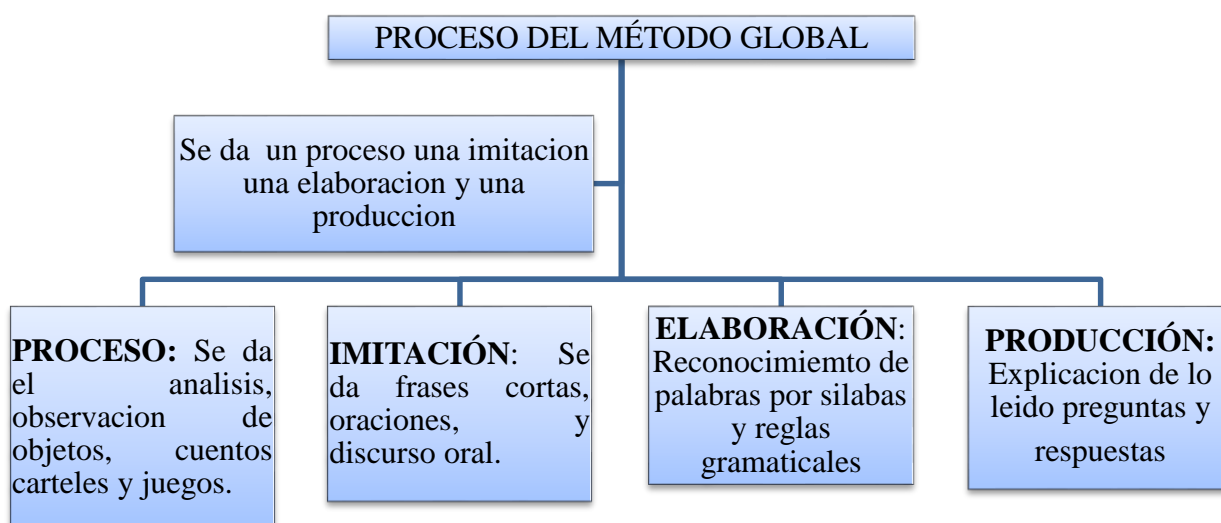 PROCESO DEL MÉTODO GLOBAL
Se da un proceso una imitacion
una elaboracion y una
produccion
PROCESO: Se da
el analisis,
observacion de
objetos, cuentos
carteles y juegos.
IMITACIÓN: Se
da frases cortas,
oraciones, y
discurso oral.
ELABORACIÓN:
Reconocimiemto de
palabras por silabas
y reglas
gramaticales
PRODUCCIÓN:
Explicacion de lo
leido preguntas y
respuestas